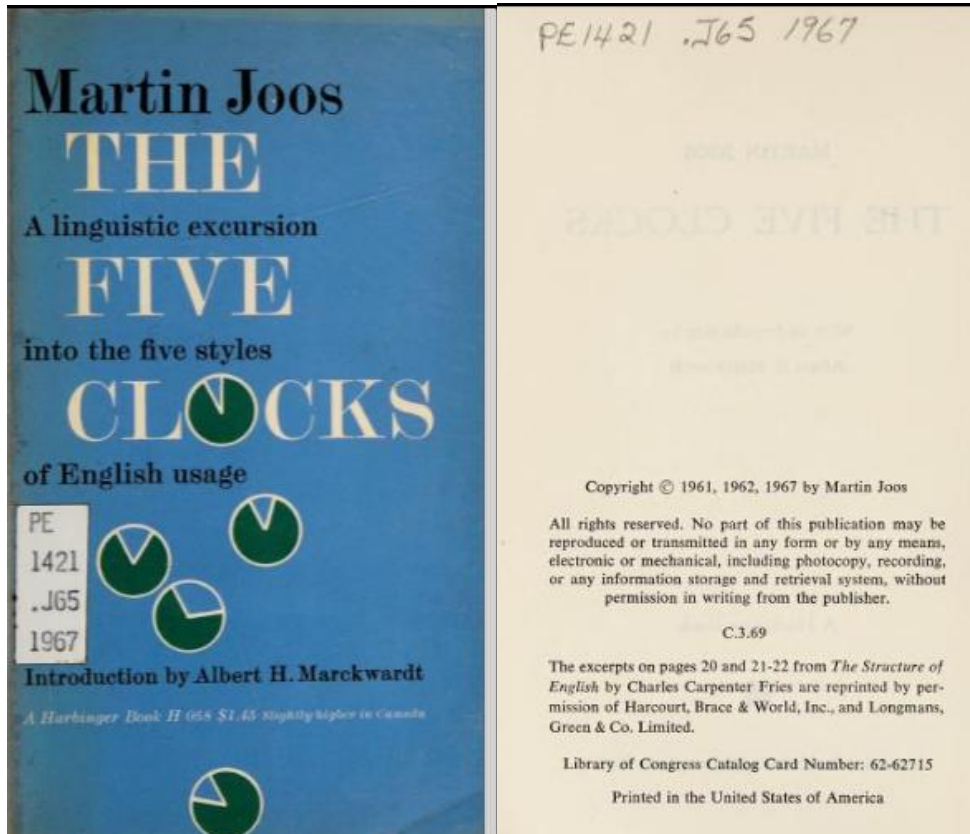 Martin Joos
THE
A linguistic excursion
FIVE
into the five styles
CLOCKS
of English usage
PE
1421
.J65
1967
Introduction by Albert H. Marckwardt
A Harbinger Book H 058 $1.45 slightly higher in Canada
PE1421 .J65 1967
MARTIN JOOS
THE FIVE CLOCKS
Copyright © 1961, 1962, 1967 by Martin Joos
All rights reserved. No part of this publication may be
reproduced or transmitted in any form or by any means,
electronic or mechanical, including photocopy, recording,
or any information storage and retrieval system, without
permission in writing from the publisher.
C.3.69
The excerpts on pages 20 and 21-22 from The Structure of
English by Charles Carpenter Fries are reprinted by per-
mission of Harcourt, Brace & World, Inc., and Longmans,
Green & Co. Limited.
Library of Congress Catalog Card Number: 62-62715
Printed in the United States of America